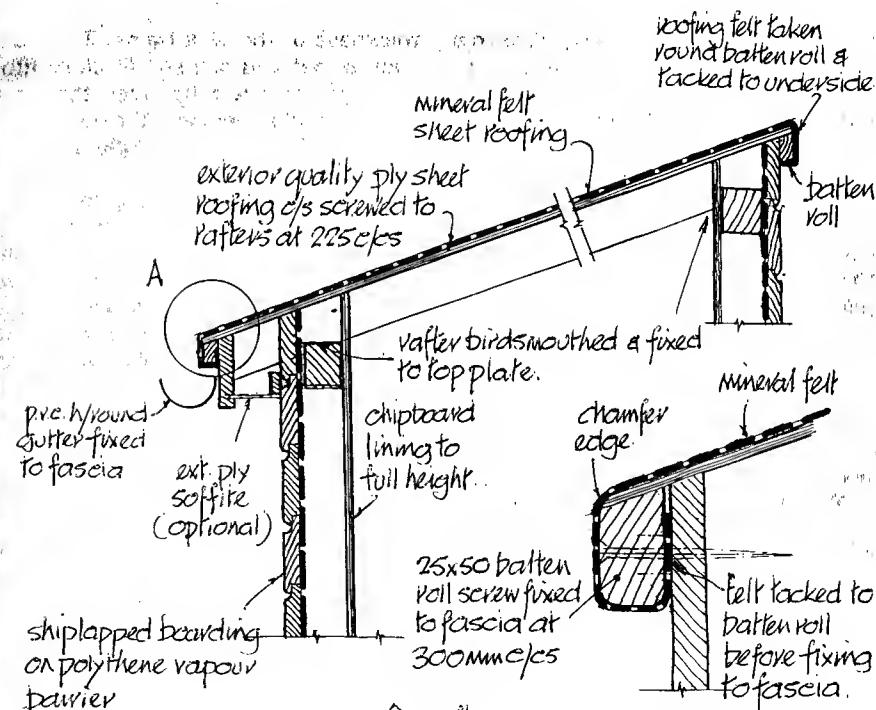 roofing felt taken
round batten roll &
tacked to underside
mineral felt
sheet roofing
exterior quality ply sheet
roofing c/s screwed to
rafters at 225 c/cs
batten
roll
A
rafter birdsmouthed & fixed
to top plate.
mineral felt
p.v.c. h/round
gutter fixed
to fascia
ext. ply
soffite
(optional)
chipboard
lining to
full height.
chamfer
edge
25x50 batten
roll screw fixed
to fascia at
300mm c/cs
felt tacked to
batten roll
before fixing
to fascia.
shiplapped boarding
on polythene vapour
barrier